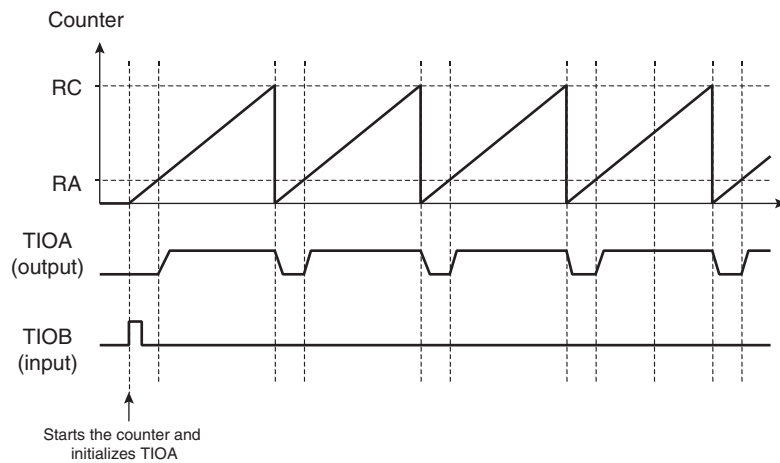 Counter
RC
RA
TIOA
(output)
TIOB
(input)
Starts the counter and
initializes TIOA